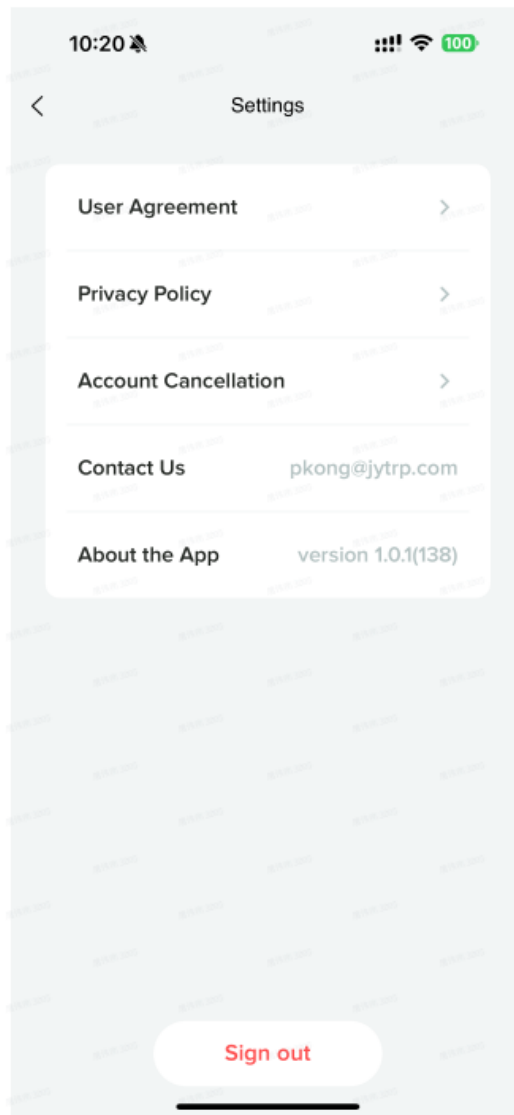 10:20
100
Settings
User Agreement
Privacy Policy
Account Cancellation
Contact Us pkong@jytrp.com
About the App version 1.0.1(138)
Sign out